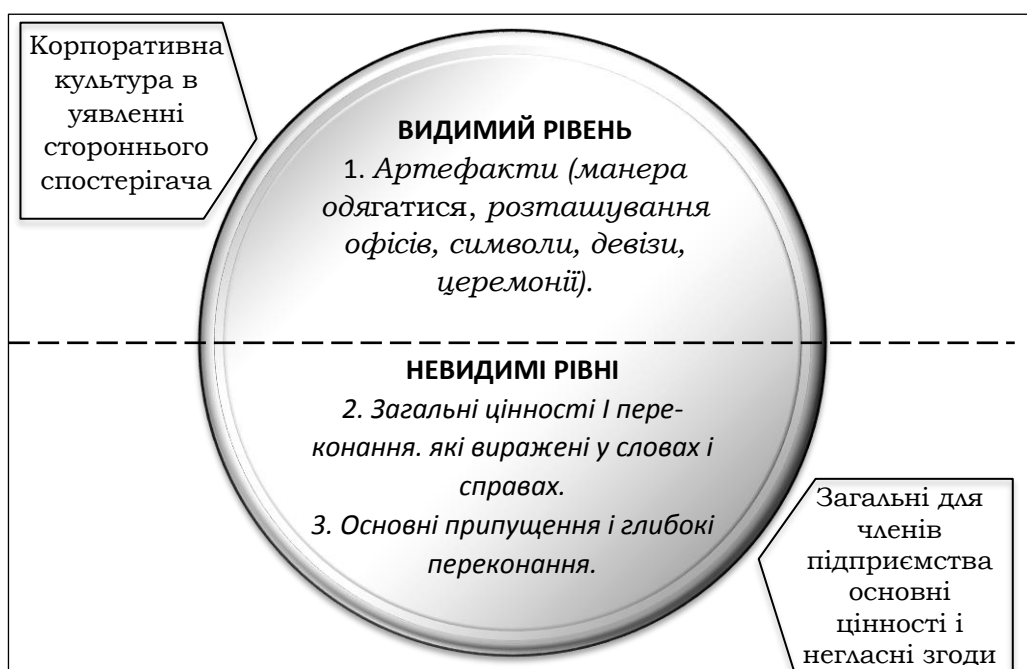 Корпоративна
культура в
уявленні
стороннього
спостерігача
ВИДИМИЙ РІВЕНЬ
1. Артефакти (манера
одягатися, розташування
офісів, символи, девізи,
церемонії).
НЕВИДИМІ РІВНІ
2. Загальні цінності І пере-
конання. які виражені у словах і
справах.
3. Основні припущення і глибокі
переконання.
Загальні для
членів
підприємства
основні
цінності і
негласні згоди